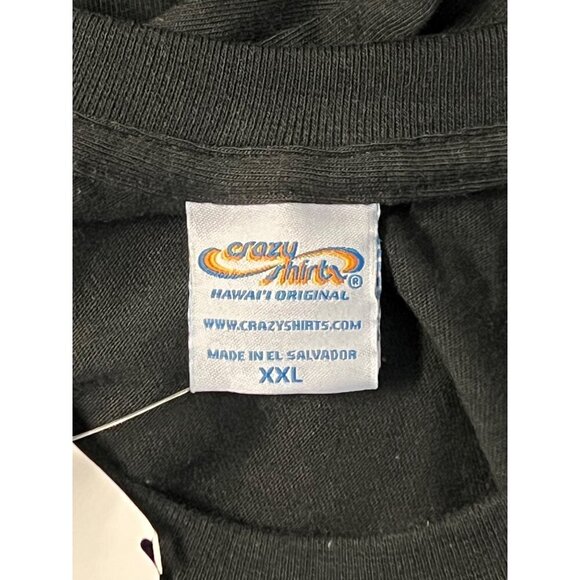 crazy
shirts®
HAWAI'I ORIGINAL
WWW.CRAZYSHIRTS.COM
MADE IN EL SALVADOR
XXL